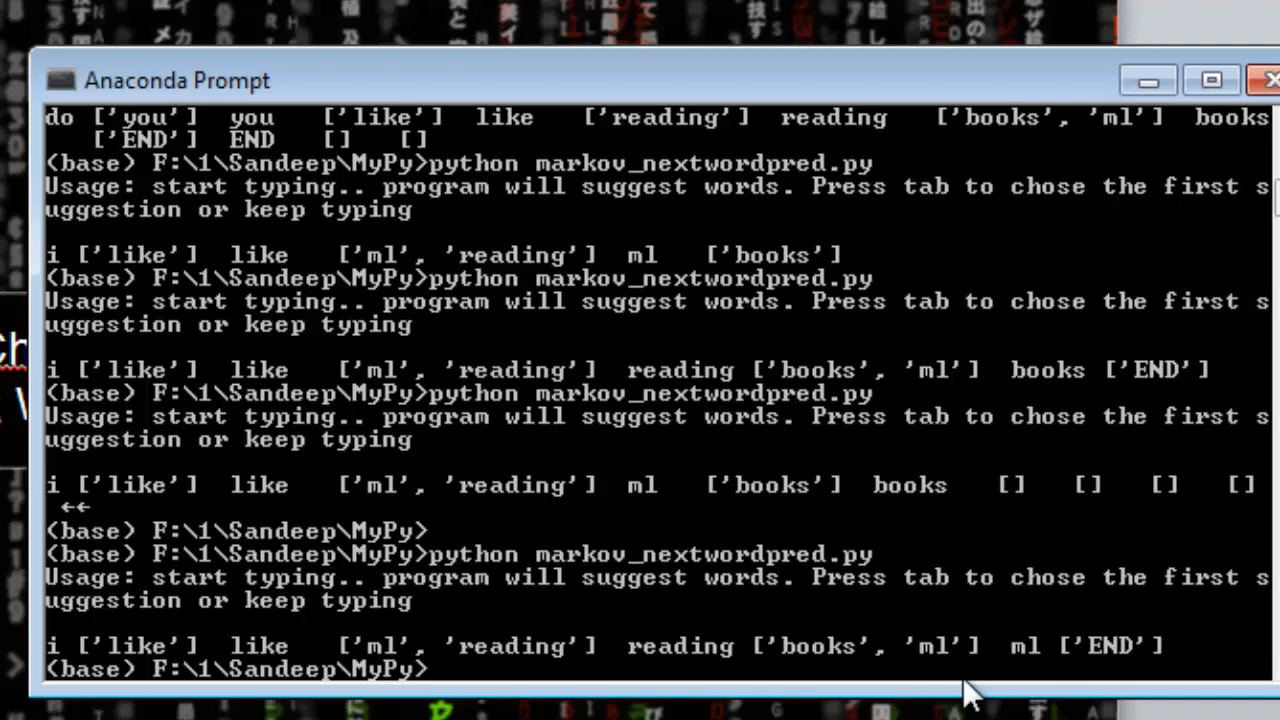 Anaconda Prompt
do ['you']  you    ['like']  like    ['reading']  reading    ['books', 'ml']  books
['END']  END    []    []
(base) F:\1\Sandeep\MyPy>python markov_nextwordpred.py
Usage: start typing.. program will suggest words. Press tab to chose the first s
uggestion or keep typing
i ['like']  like    ['ml', 'reading']  ml    ['books']
(base) F:\1\Sandeep\MyPy>python markov_nextwordpred.py
Usage: start typing.. program will suggest words. Press tab to chose the first s
uggestion or keep typing
i ['like']  like    ['ml', 'reading']  reading ['books', 'ml']  books ['END']
(base) F:\1\Sandeep\MyPy>python markov_nextwordpred.py
Usage: start typing.. program will suggest words. Press tab to chose the first s
uggestion or keep typing
i ['like']  like    ['ml', 'reading']  ml    ['books']  books    []    []    []    []
←←
(base) F:\1\Sandeep\MyPy>
(base) F:\1\Sandeep\MyPy>python markov_nextwordpred.py
Usage: start typing.. program will suggest words. Press tab to chose the first s
uggestion or keep typing
i ['like']  like    ['ml', 'reading']  reading ['books', 'ml']  ml ['END']
(base) F:\1\Sandeep\MyPy>